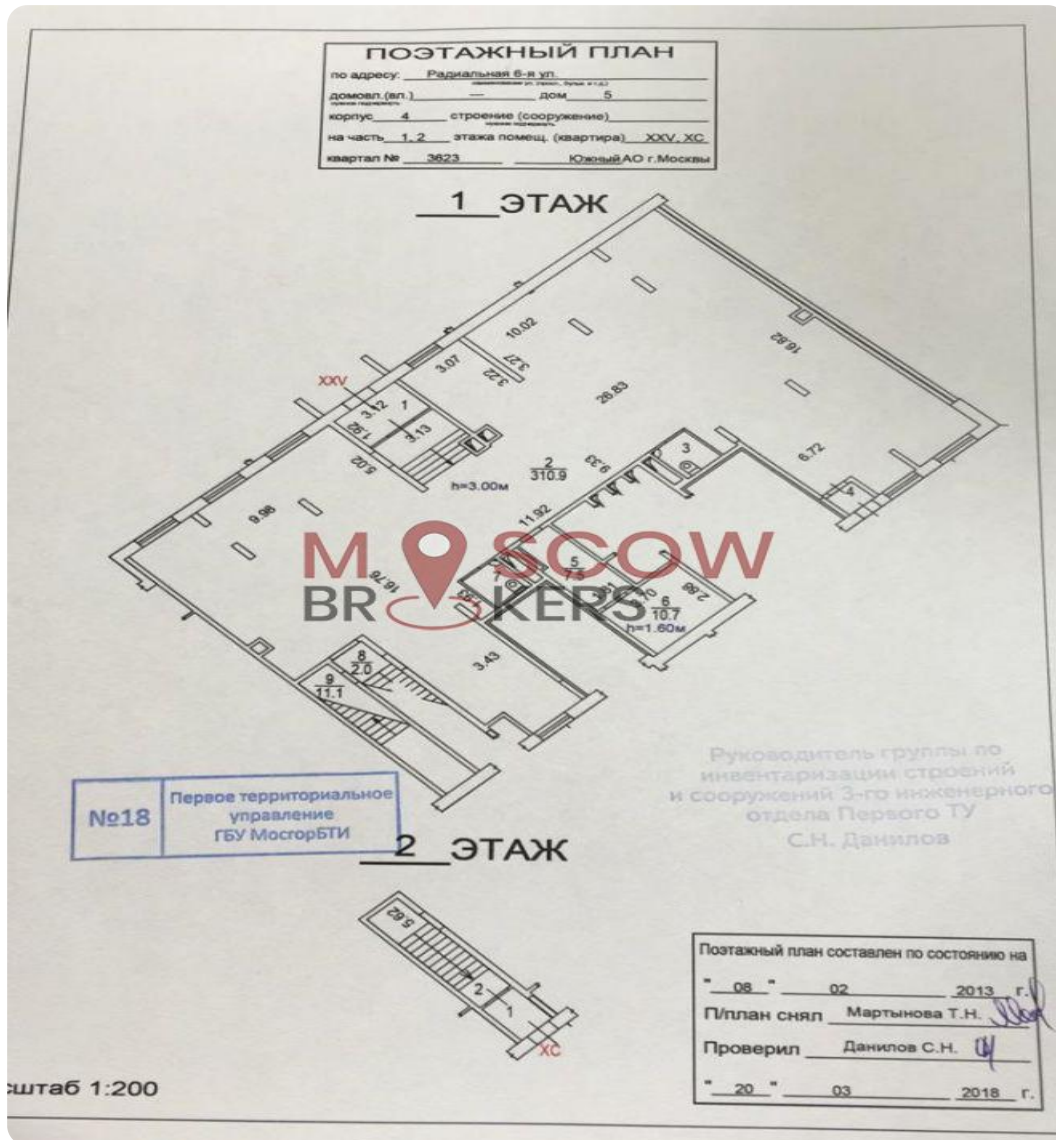 ПОЭТАЖНЫЙ ПЛАН
по адресу: Радиальная 6-я ул.
домовл.(вл.) — дом 5
корпус 4 строение (сооружение)
на часть 1, 2 этажа помещ. (квартира) XXV, XC
квартал № 3623 Южный АО г.Москвы
1 ЭТАЖ
10.02
16.82
3.07
3.27
3.22
XXV
26.83
3.12 1
1.92
3.13
6.72
3
5.02
2
310.9
9.33
4
h=3.00м
9.98
11.92
MOSCOW
BROKERS
16.76
7
5
7.5
2.88
6
10.7
h=1.60м
3.43
8
2.0
9
11.1
Руководитель группы по
инвентаризации строений
и сооружений 3-го инженерного
отдела Первого ТУ
С.Н. Данилов
№18
Первое территориальное
управление
ГБУ МосгорБТИ
2 ЭТАЖ
5.62
2
1
XC
Поэтажный план составлен по состоянию на
" 08 " 02 2013 г.
П/план снял Мартынова Т.Н.
Проверил Данилов С.Н.
" 20 " 03 2018 г.
сштаб 1:200